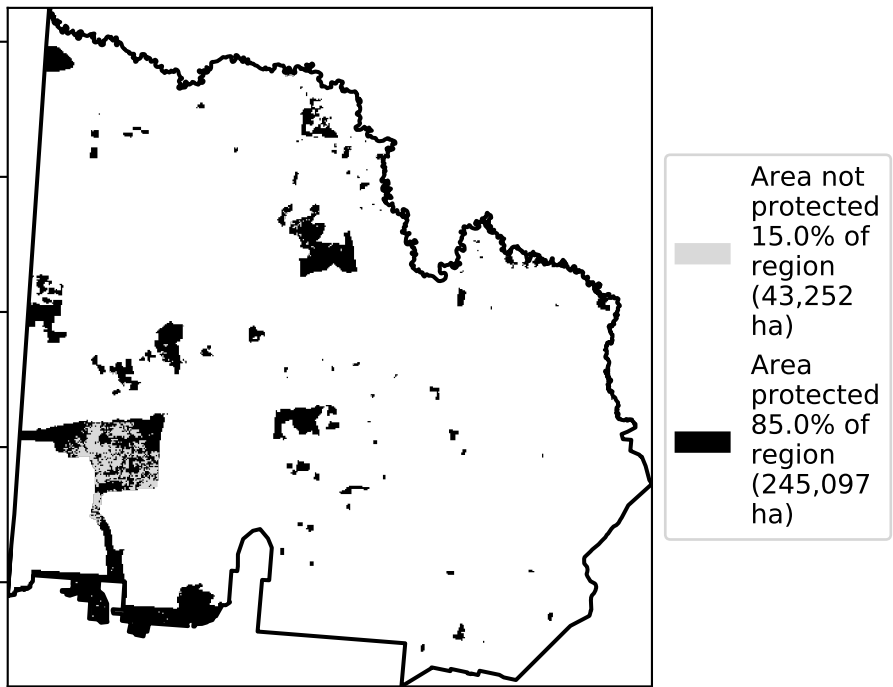 Area not
protected
15.0% of
region
(43,252
ha)
Area
protected
85.0% of
region
(245,097
ha)